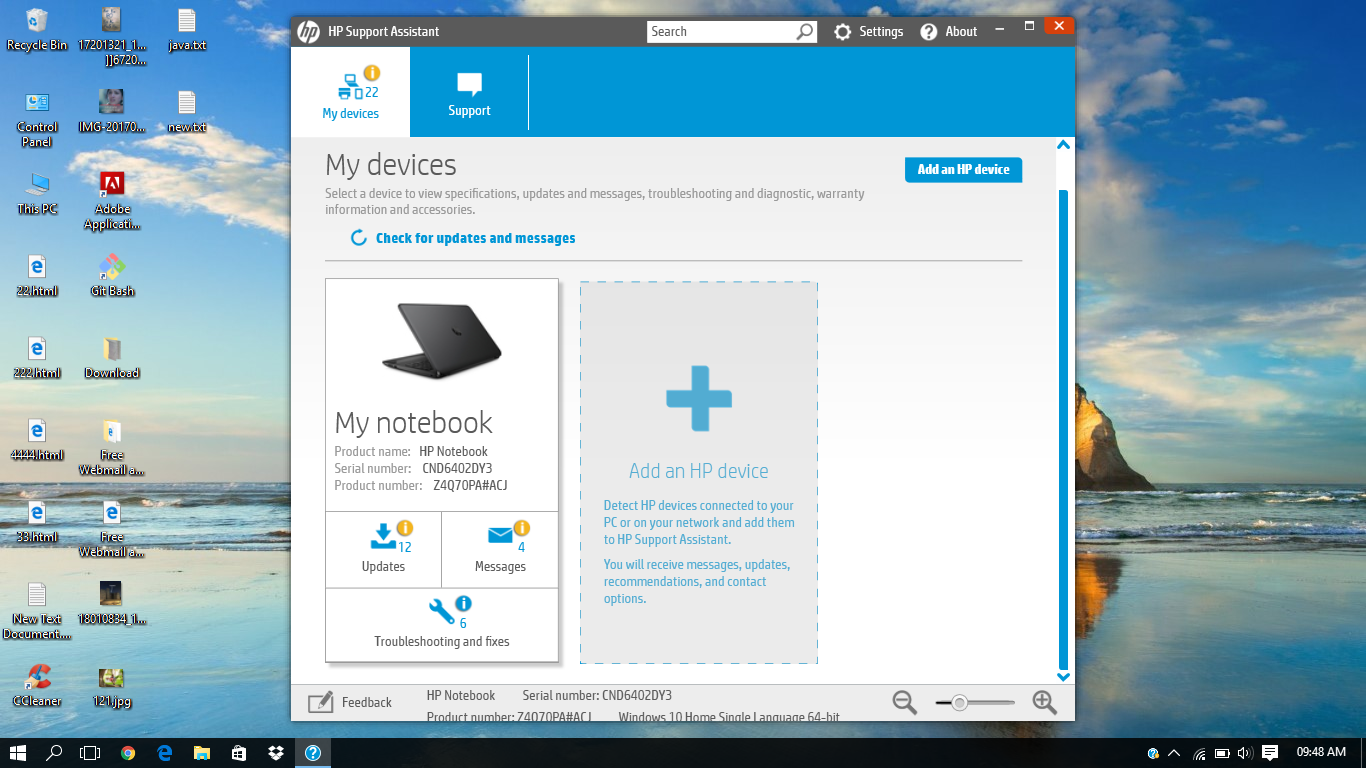 Recycle Bin
17201321_1...
]]6720...
java.txt
Control
Panel
IMG-20170...
new.txt
This PC
Adobe
Applicati...
22.html
Git Bash
222.html
Download
4444.html
Free
Webmail a...
33.html
Free
Webmail a...
New Text
Document....
18010834_1...
CCleaner
121.jpg
hp
HP Support Assistant
Search
Settings
About
22
My devices
Support
My devices
Add an HP device
Select a device to view specifications, updates and messages, troubleshooting and diagnostic, warranty
information and accessories.
Check for updates and messages
My notebook
Product name: HP Notebook
Serial number: CND6402DY3
Product number: Z4Q70PA#ACJ
12
Updates
4
Messages
6
Troubleshooting and fixes
Add an HP device
Detect HP devices connected to your
PC or on your network and add them
to HP Support Assistant.
You will receive messages, updates,
recommendations, and contact
options.
Feedback
HP Notebook Serial number: CND6402DY3
Product number: Z4Q70PA#ACJ Windows 10 Home Single Language 64-bit
09:48 AM